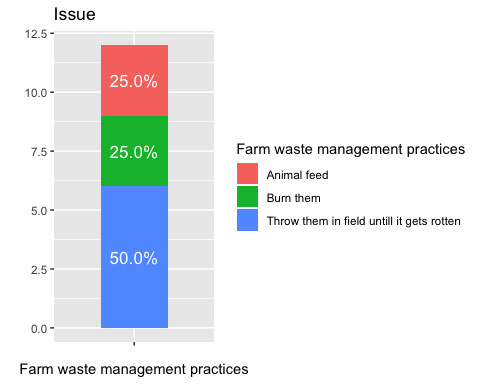 Issue
12.5
10.0
7.5
5.0
2.5
0.0
25.0%
25.0%
50.0%
Farm waste management practices
Farm waste management practices
Animal feed
Burn them
Throw them in field untill it gets rotten